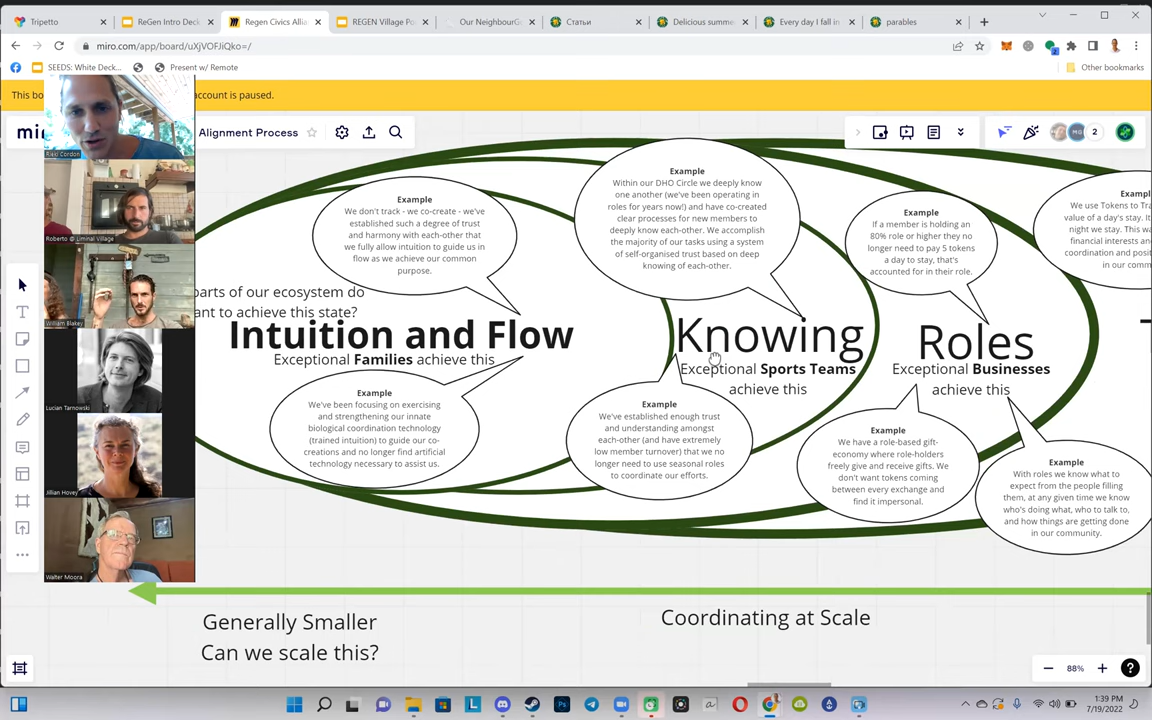 Tripetto
ReGen Intro Deck
Regen Civics Allia
REGEN Village Po
Our NeighbourG
Статьи
Delicious summe
Every day I fall in
parables
miro.com/app/board/uXjVOFJiQko=/
SEEDS: White Deck...
Present w/ Remote
Other bookmarks
This bo
account is paused.
miro
Alignment Process
2
Rieki Cordon
Roberto @ Liminal Village
William Blakey
Lucian Tarnowski
Jillian Hovey
Walter Moora
parts of our ecosystem do
ant to achieve this state?
Example
We don't track - we co-create - we've
established such a degree of trust
and harmony with each-other that
we fully allow intuition to guide us in
flow as we achieve our common
purpose.
Intuition and Flow
Exceptional Families achieve this
Example
We've been focusing on exercising
and strengthening our innate
biological coordination technology
(trained intuition) to guide our co-
creations and no longer find artificial
technology necessary to assist us.
Example
Within our DHO Circle we deeply know
one another (we've been operating in
roles for years now!) and have co-created
clear processes for new members to
deeply know each-other. We accomplish
the majority of our tasks using a system
of self-organised trust based on deep
knowing of each-other.
Knowing
Exceptional Sports Teams
achieve this
Example
We've established enough trust
and understanding amongst
each-other (and have extremely
low member turnover) that we no
longer need to use seasonal roles
to coordinate our efforts.
Example
If a member is holding an
80% role or higher they no
longer need to pay 5 tokens
a day to stay, that's
accounted for in their role.
Roles
Exceptional Businesses
achieve this
Example
We have a role-based gift-
economy where role-holders
freely give and receive gifts. We
don't want tokens coming
between every exchange and
find it impersonal.
Example
With roles we know what to
expect from the people filling
them, at any given time we know
who's doing what, who to talk to,
and how things are getting done
in our community.
Exampl
We use Tokens to Tra
value of a day's stay. It
night we stay. This wa
financial interests an
coordination and posit
in our comm
Generally Smaller
Can we scale this?
Coordinating at Scale
88%
1:39 PM
7/19/2022